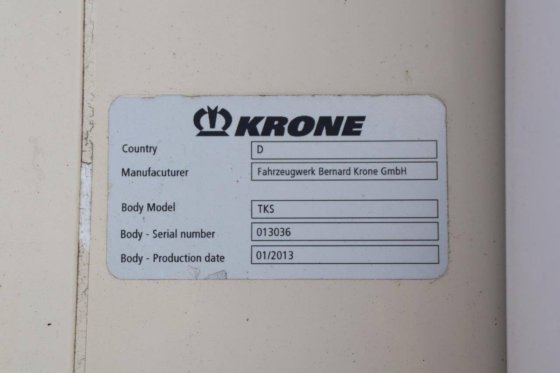 KRONE
Country D
Manufacuturer Fahrzeugwerk Bernard Krone GmbH
Body Model TKS
Body - Serial number 013036
Body - Production date 01/2013